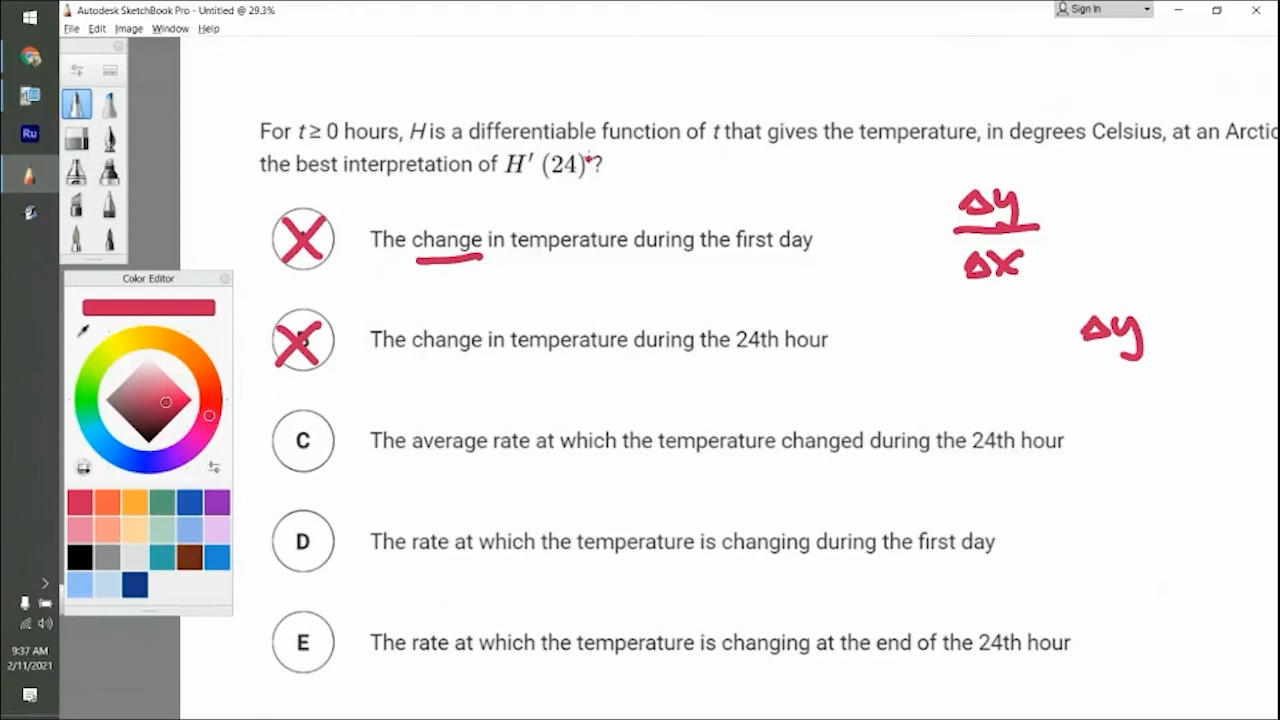 Autodesk SketchBook Pro - Untitled @ 29.3%
Sign In
File Edit Image Window Help
For t ≥ 0 hours, H is a differentiable function of t that gives the temperature, in degrees Celsius, at an Arctic
the best interpretation of H′ (24) ?
The change in temperature during the first day
Δy
Δx
The change in temperature during the 24th hour
Δy
C The average rate at which the temperature changed during the 24th hour
D The rate at which the temperature is changing during the first day
E The rate at which the temperature is changing at the end of the 24th hour
Color Editor
Ru
9:37 AM
2/11/2021